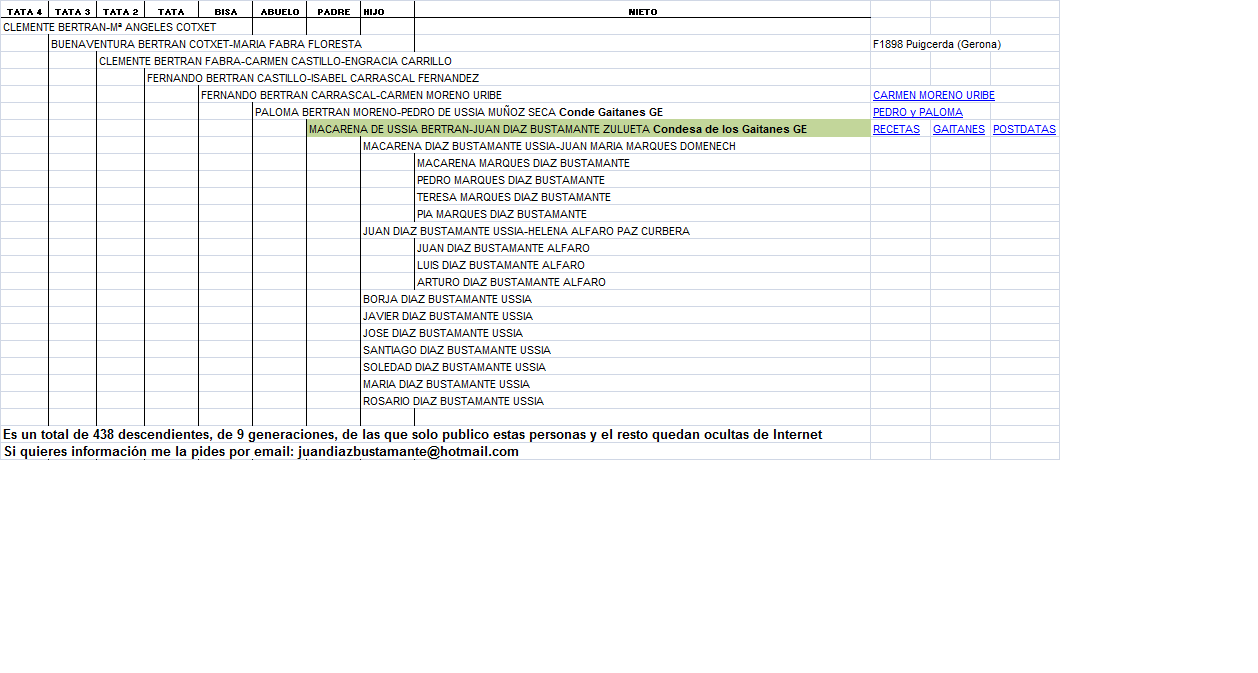 TATA 4 TATA 3 TATA 2 TATA BISA ABUELO PADRE HIJO NIETO
CLEMENTE BERTRAN-Mª ANGELES COTXET
BUENAVENTURA BERTRAN COTXET-MARIA FABRA FLORESTA F1898 Puigcerda (Gerona)
CLEMENTE BERTRAN FABRA-CARMEN CASTILLO-ENGRACIA CARRILLO
FERNANDO BERTRAN CASTILLO-ISABEL CARRASCAL FERNANDEZ
FERNANDO BERTRAN CARRASCAL-CARMEN MORENO URIBE CARMEN MORENO URIBE
PALOMA BERTRAN MORENO-PEDRO DE USSIA MUÑOZ SECA Conde Gaitanes GE PEDRO y PALOMA
MACARENA DE USSIA BERTRAN-JUAN DIAZ BUSTAMANTE ZULUETA Condesa de los Gaitanes GE RECETAS GAITANES POSTDATAS
MACARENA DIAZ BUSTAMANTE USSIA-JUAN MARIA MARQUES DOMENECH
MACARENA MARQUES DIAZ BUSTAMANTE
PEDRO MARQUES DIAZ BUSTAMANTE
TERESA MARQUES DIAZ BUSTAMANTE
PIA MARQUES DIAZ BUSTAMANTE
JUAN DIAZ BUSTAMANTE USSIA-HELENA ALFARO PAZ CURBERA
JUAN DIAZ BUSTAMANTE ALFARO
LUIS DIAZ BUSTAMANTE ALFARO
ARTURO DIAZ BUSTAMANTE ALFARO
BORJA DIAZ BUSTAMANTE USSIA
JAVIER DIAZ BUSTAMANTE USSIA
JOSE DIAZ BUSTAMANTE USSIA
SANTIAGO DIAZ BUSTAMANTE USSIA
SOLEDAD DIAZ BUSTAMANTE USSIA
MARIA DIAZ BUSTAMANTE USSIA
ROSARIO DIAZ BUSTAMANTE USSIA
Es un total de 438 descendientes, de 9 generaciones, de las que solo publico estas personas y el resto quedan ocultas de Internet
Si quieres información me la pides por email: juandiazbustamante@hotmail.com